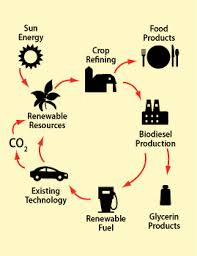 Sun
Energy
Food
Products
Crop
Refining
Renewable
Resources
CO2
Biodiesel
Production
Existing
Technology
Renewable
Fuel
Glycerin
Products